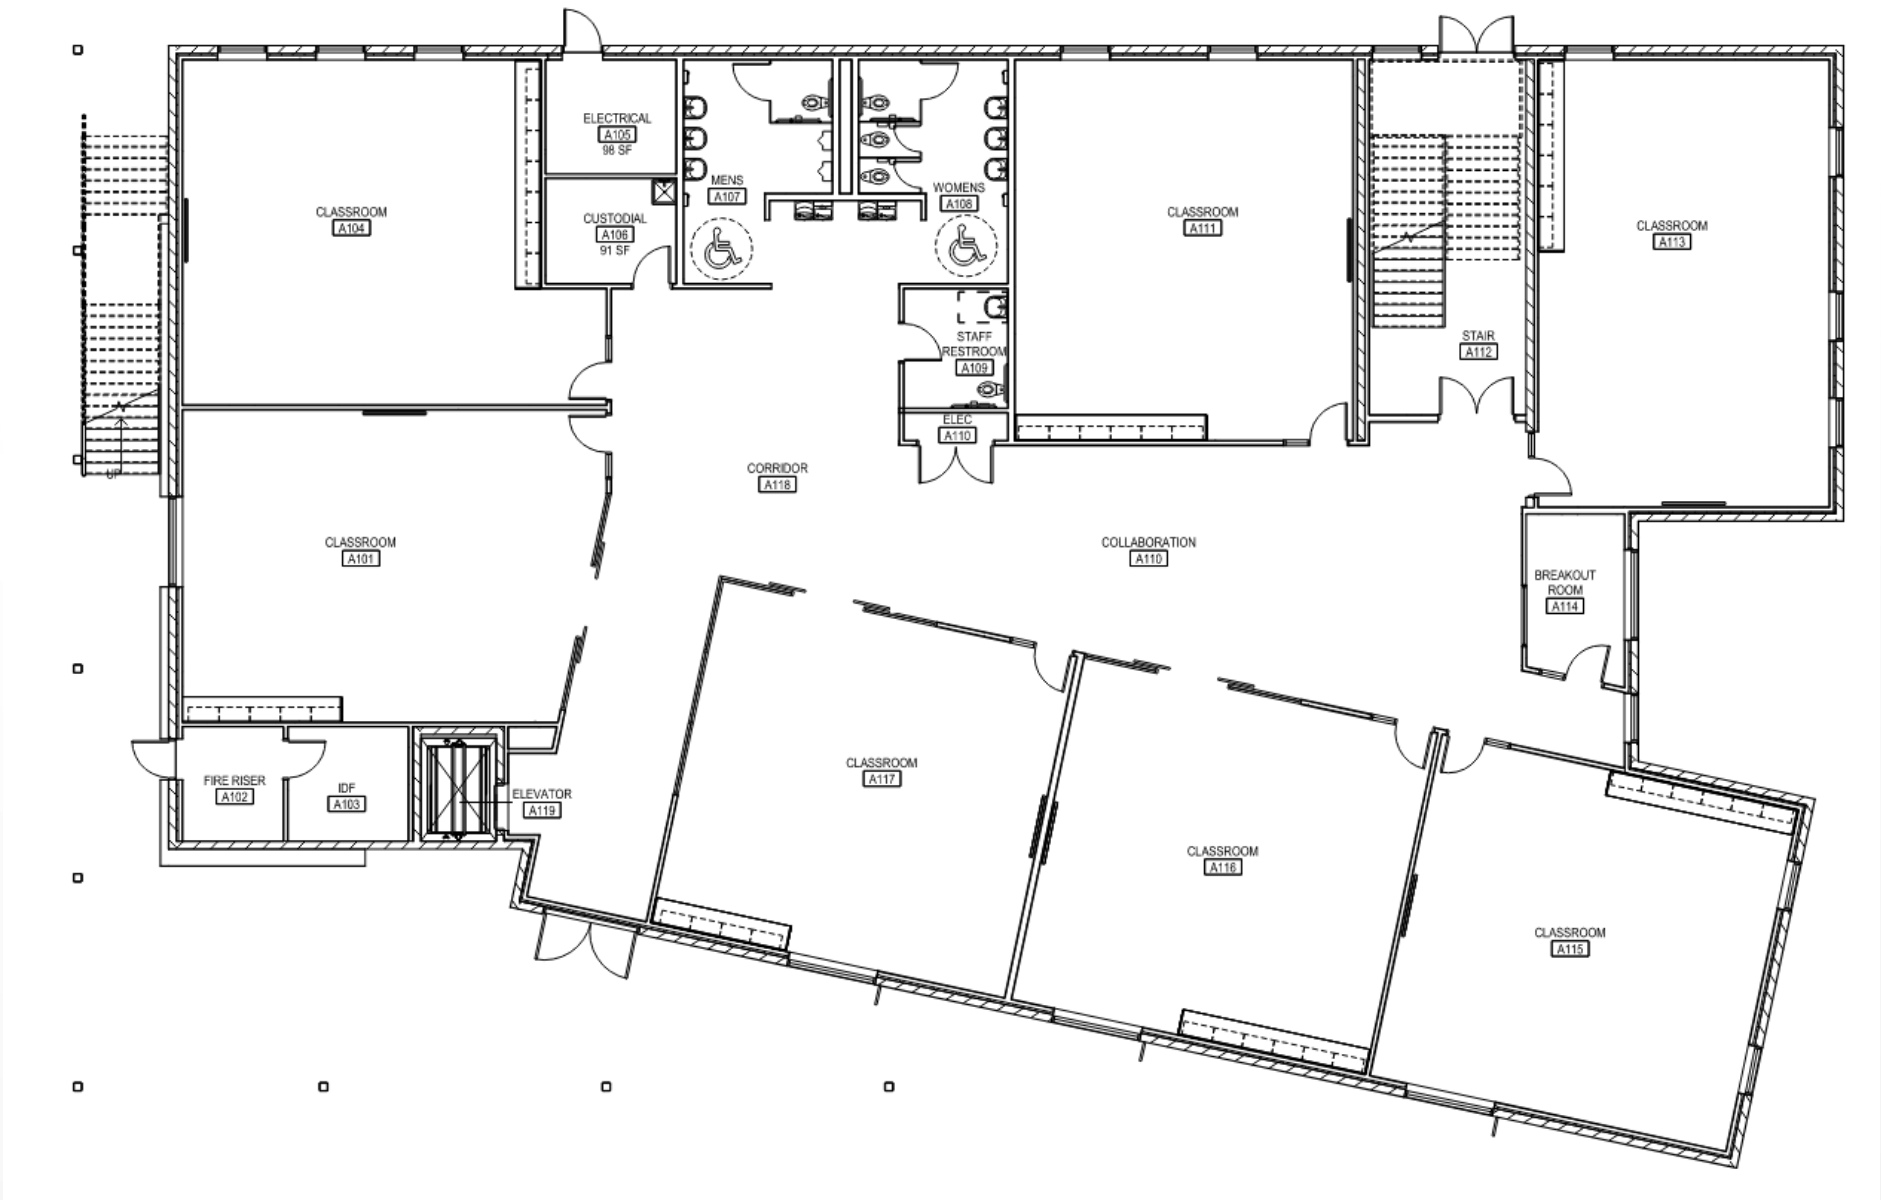 ELECTRICAL
A105
98 SF
MENS
A107
WOMENS
A108
CLASSROOM
A104
CUSTODIAL
A106
91 SF
CLASSROOM
A111
CLASSROOM
A113
STAFF
RESTROOM
A109
STAIR
A112
ELEC
A110
UP
CORRIDOR
A118
CLASSROOM
A101
COLLABORATION
A110
BREAKOUT
ROOM
A114
FIRE RISER
A102
IDF
A103
ELEVATOR
A119
CLASSROOM
A117
CLASSROOM
A116
CLASSROOM
A115